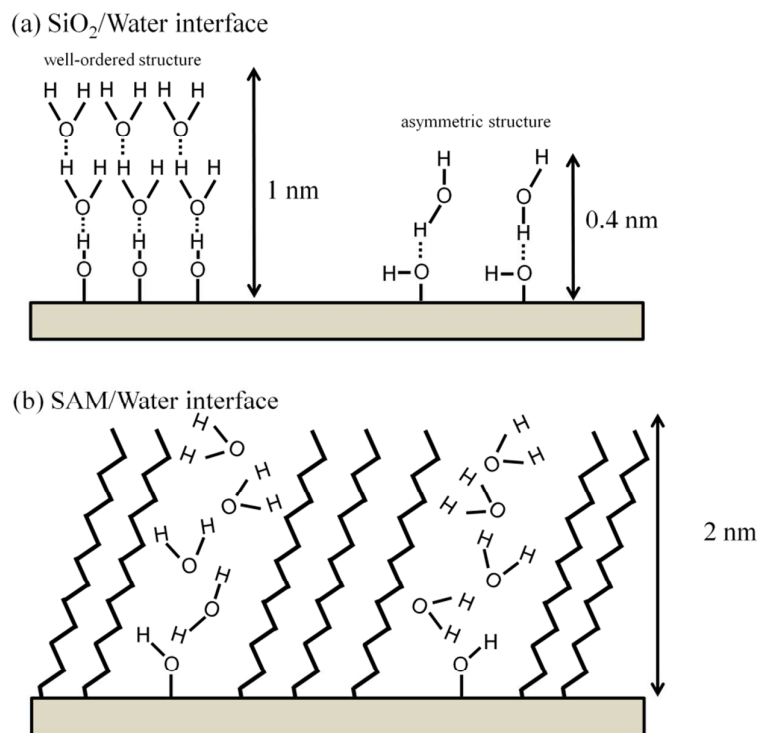 (a) SiO₂/Water interface
well-ordered structure
H H H H H H
O O O
H H H H H H
O O O
H H H
O O O
1 nm
asymmetric structure
H H
O O
H H
H–O H–O
0.4 nm
(b) SAM/Water interface
H H
H O O H
H H
O H H O
H H H
O H
H O
O O H
H H H H
O O
2 nm